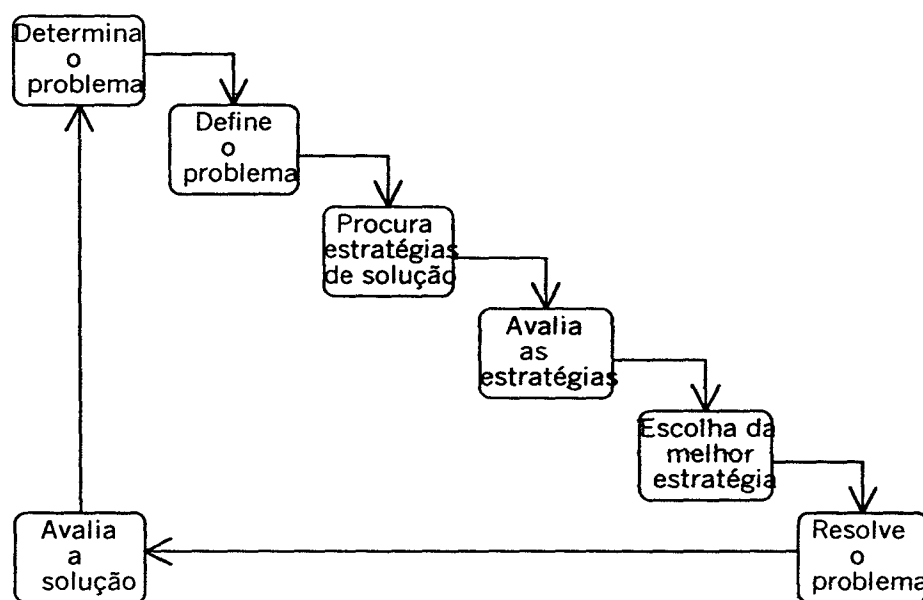 Determina
o
problema
Define
o
problema
Procura
estratégias
de solução
Avalia
as
estratégias
Escolha da
melhor
estratégia
Resolve
o
problema
Avalia
a
solução